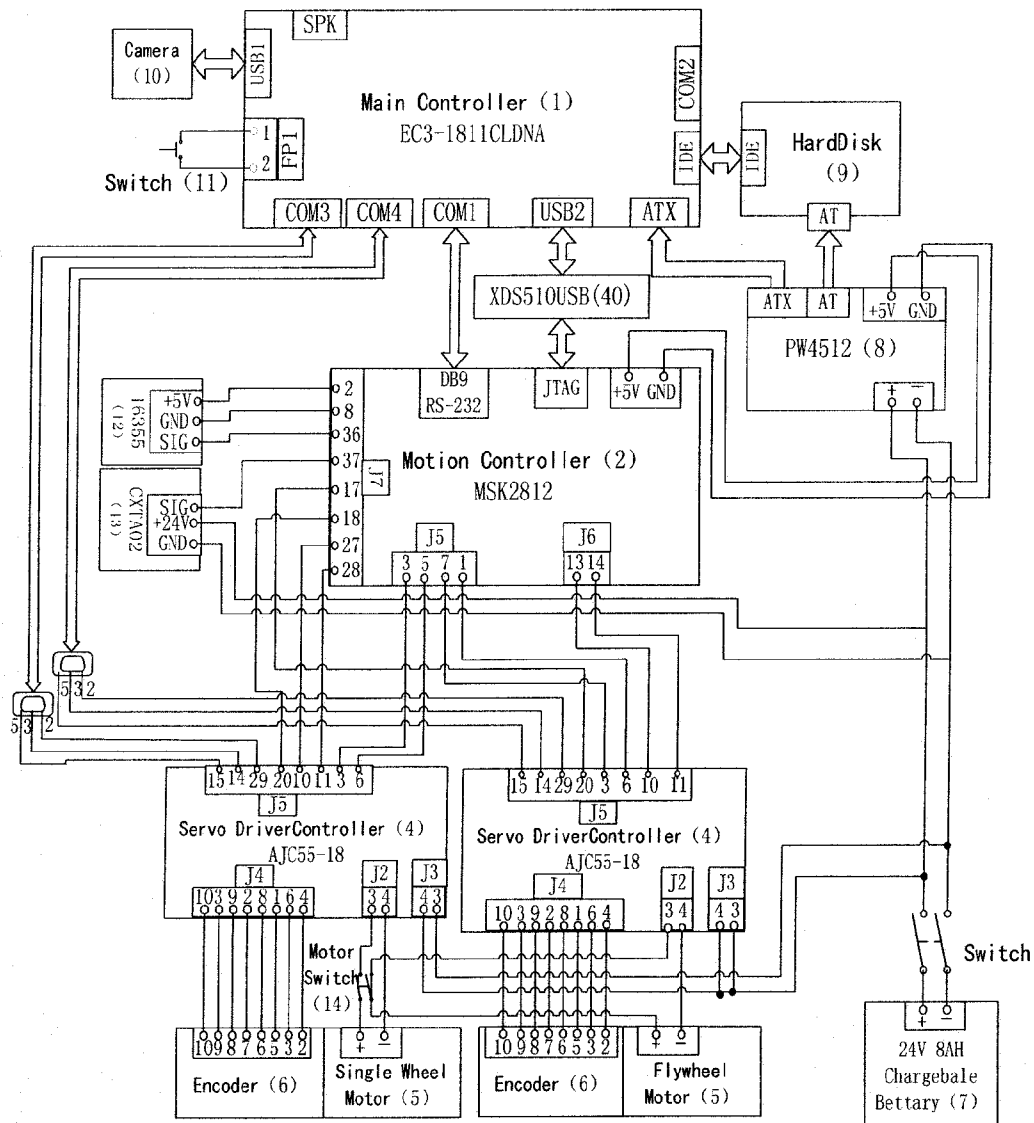 SPK
Camera
(10)
USB1
COM2
Main Controller (1)
EC3-1811CLDNA
1
2
FP1
Switch (11)
IDE
IDE
HardDisk
(9)
AT
COM3
COM4
COM1
USB2
ATX
XDS510USB(40)
ATX
AT
+5V GND
PW4512 (8)
+ −
DB9
RS-232
JTAG
+5V GND
+5V
GND
SIG
16355
(12)
SIG
+24V
GND
CXTA02
(13)
2
8
36
37
17
18
27
28
J7
Motion Controller (2)
MSK2812
J5
3 5 7 1
J6
13 14
5 3 2
5 3 2
15 14 29 20 10 11 3 6
J5
Servo DriverController (4)
AJC55-18
J4
10 3 9 2 8 1 6 4
J2
3 4
J3
4 3
15 14 29 20 3 6 10 11
J5
Servo DriverController (4)
AJC55-18
J4
10 3 9 2 8 1 6 4
J2
3 4
J3
4 3
Motor
Switch
(14)
Switch
10 9 8 7 6 5 3 2
Encoder (6)
+ −
Single Wheel
Motor (5)
10 9 8 7 6 5 3 2
Encoder (6)
+ −
Flywheel
Motor (5)
+ −
24V 8AH
Chargebale
Bettary (7)